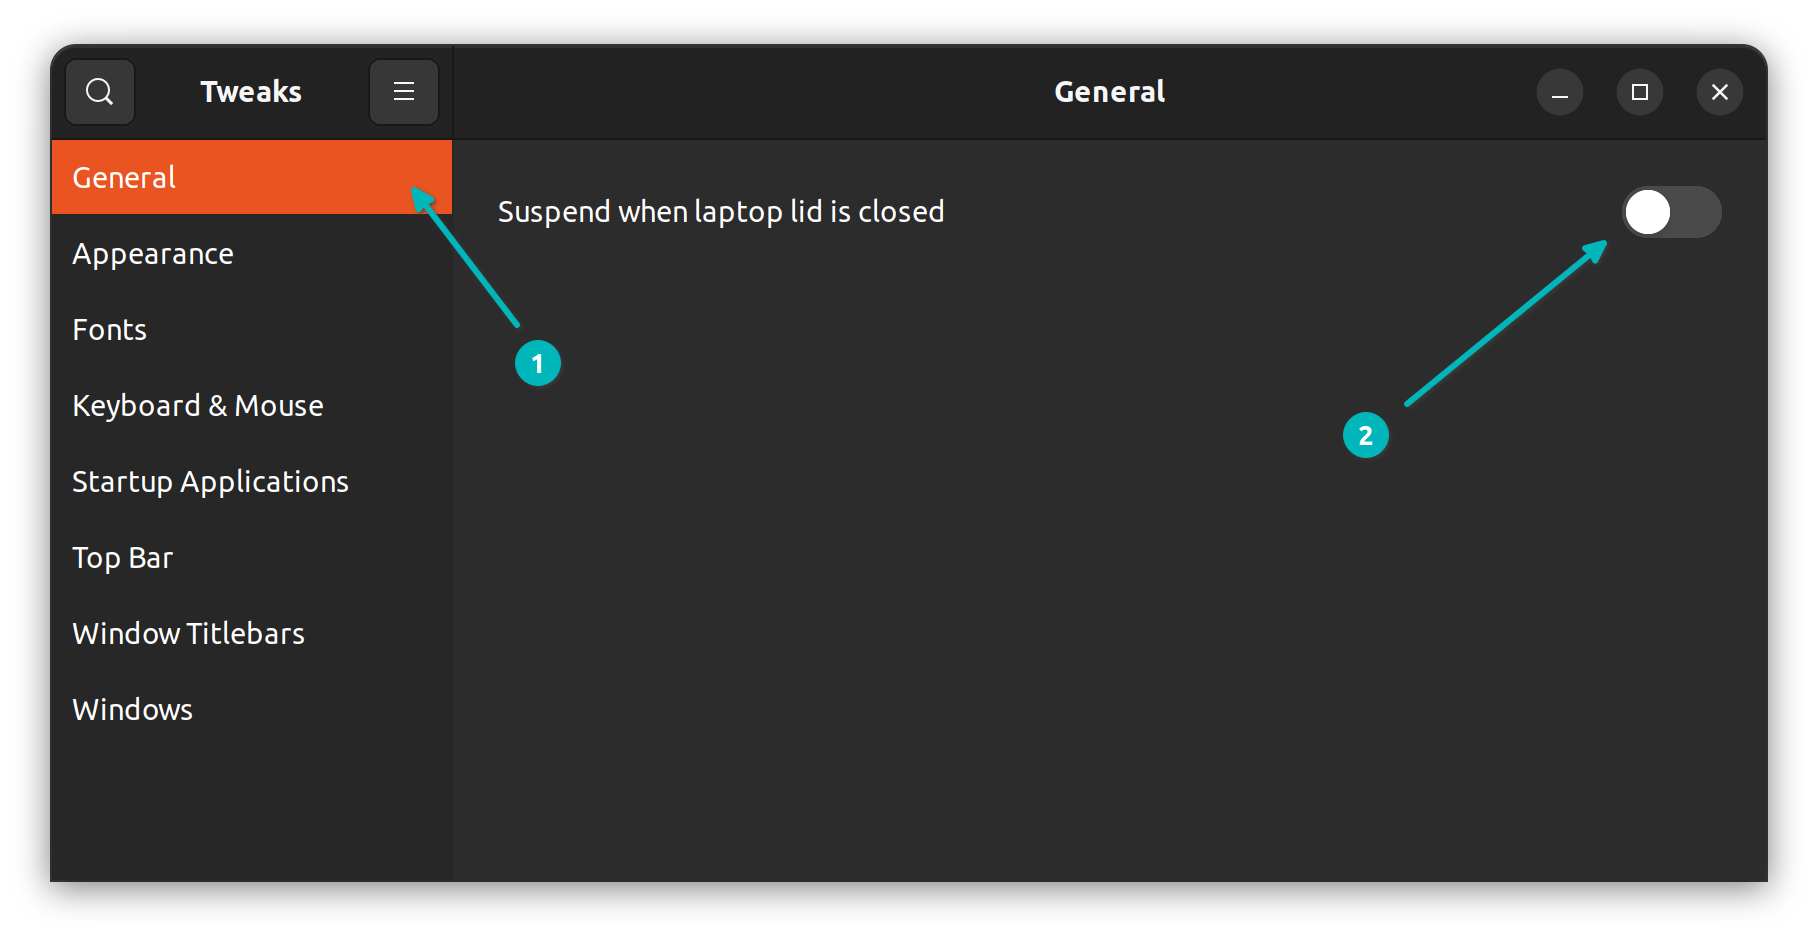 Tweaks
General
General
Appearance
Fonts
Keyboard & Mouse
Startup Applications
Top Bar
Window Titlebars
Windows
Suspend when laptop lid is closed
1
2